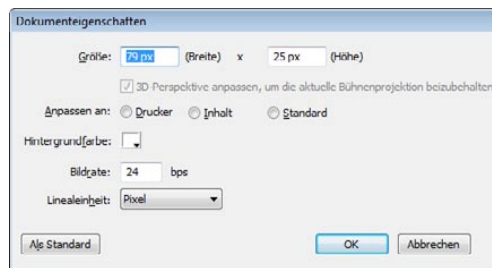 Dokumenteigenschaften
Größe: 79 px (Breite) x 25 px (Höhe)
3D Perspektive anpassen, um die aktuelle Bühnenprojektion beizubehalten
Anpassen an: Drucker Inhalt Standard
Hintergrundfarbe:
Bildrate: 24 bps
Linealeinheit: Pixel
Als Standard OK Abbrechen